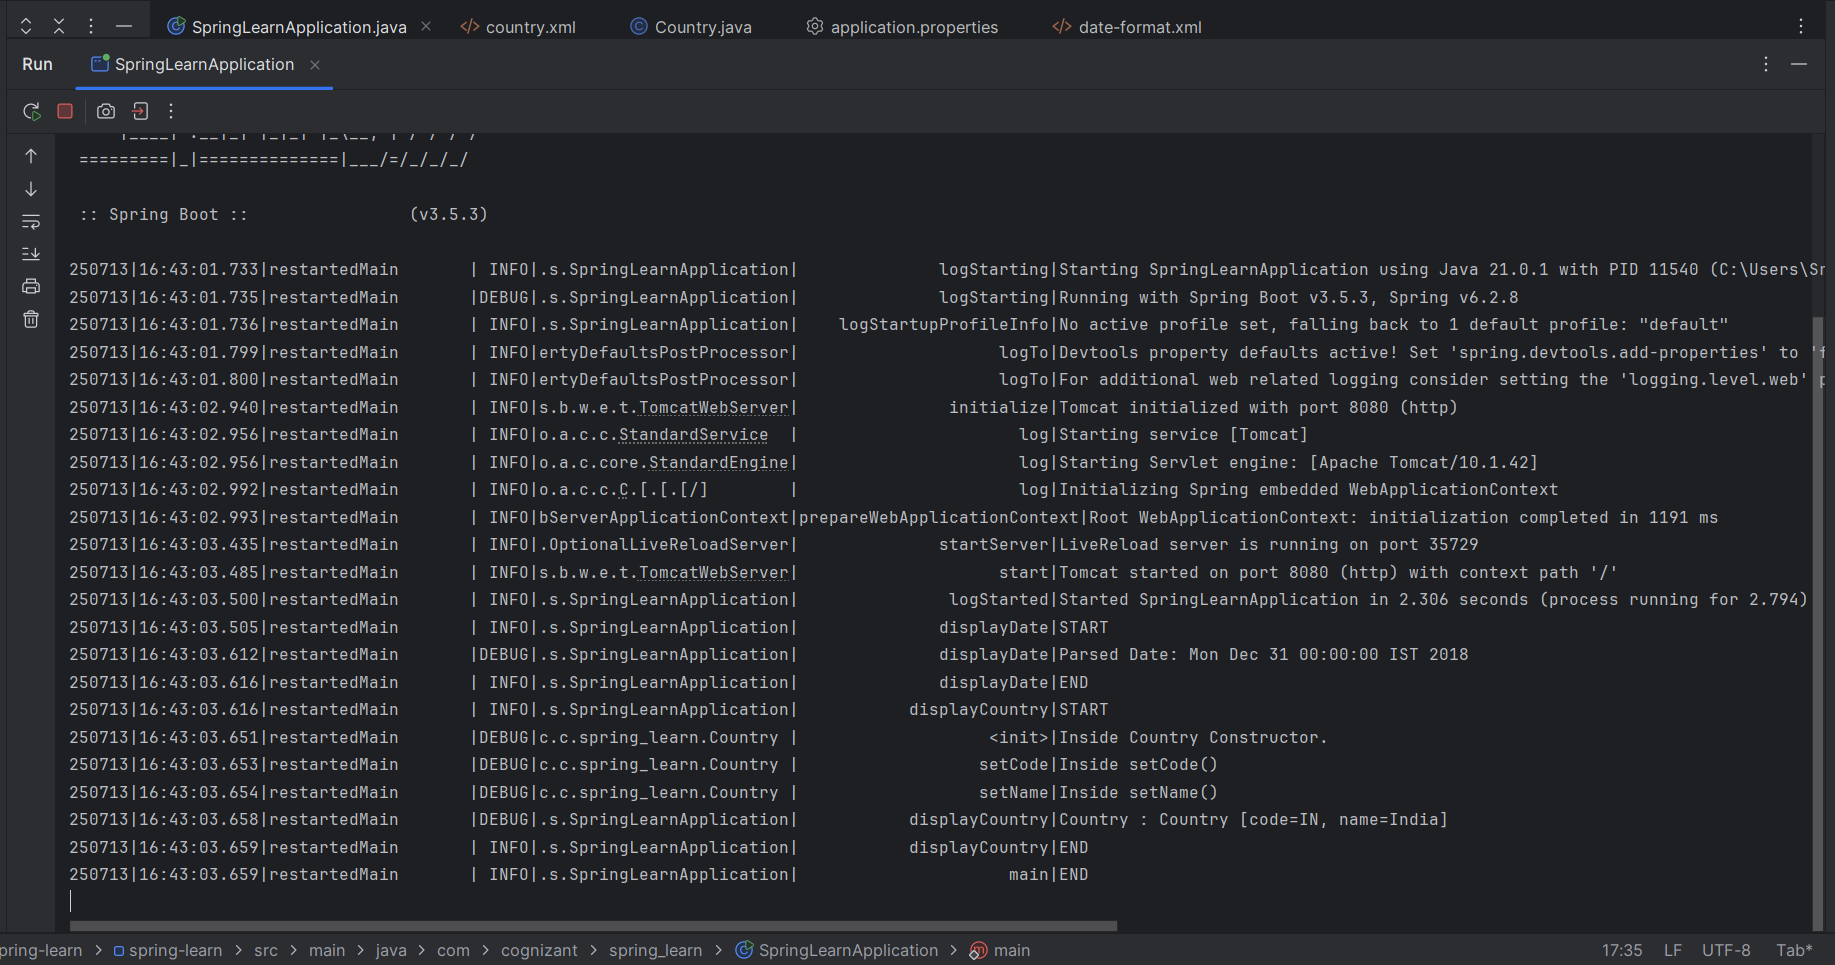 SpringLearnApplication.java country.xml Country.java application.properties date-format.xml
Run SpringLearnApplication
=========|_|==============|___/=/_/_/_/
:: Spring Boot :: (v3.5.3)
250713|16:43:01.733|restartedMain | INFO|.s.SpringLearnApplication| logStarting|Starting SpringLearnApplication using Java 21.0.1 with PID 11540 (C:\Users\
250713|16:43:01.735|restartedMain |DEBUG|.s.SpringLearnApplication| logStarting|Running with Spring Boot v3.5.3, Spring v6.2.8
250713|16:43:01.736|restartedMain | INFO|.s.SpringLearnApplication| logStartupProfileInfo|No active profile set, falling back to 1 default profile: "default"
250713|16:43:01.799|restartedMain | INFO|ertyDefaultsPostProcessor| logTo|Devtools property defaults active! Set 'spring.devtools.add-properties' to 'f
250713|16:43:01.800|restartedMain | INFO|ertyDefaultsPostProcessor| logTo|For additional web related logging consider setting the 'logging.level.web' p
250713|16:43:02.940|restartedMain | INFO|s.b.w.e.t.TomcatWebServer| initialize|Tomcat initialized with port 8080 (http)
250713|16:43:02.956|restartedMain | INFO|o.a.c.c.StandardService | log|Starting service [Tomcat]
250713|16:43:02.956|restartedMain | INFO|o.a.c.core.StandardEngine| log|Starting Servlet engine: [Apache Tomcat/10.1.42]
250713|16:43:02.992|restartedMain | INFO|o.a.c.c.C.[.[.[/] | log|Initializing Spring embedded WebApplicationContext
250713|16:43:02.993|restartedMain | INFO|bServerApplicationContext|prepareWebApplicationContext|Root WebApplicationContext: initialization completed in 1191 ms
250713|16:43:03.435|restartedMain | INFO|.OptionalLiveReloadServer| startServer|LiveReload server is running on port 35729
250713|16:43:03.485|restartedMain | INFO|s.b.w.e.t.TomcatWebServer| start|Tomcat started on port 8080 (http) with context path '/'
250713|16:43:03.500|restartedMain | INFO|.s.SpringLearnApplication| logStarted|Started SpringLearnApplication in 2.306 seconds (process running for 2.794)
250713|16:43:03.505|restartedMain | INFO|.s.SpringLearnApplication| displayDate|START
250713|16:43:03.612|restartedMain |DEBUG|.s.SpringLearnApplication| displayDate|Parsed Date: Mon Dec 31 00:00:00 IST 2018
250713|16:43:03.616|restartedMain | INFO|.s.SpringLearnApplication| displayDate|END
250713|16:43:03.616|restartedMain | INFO|.s.SpringLearnApplication| displayCountry|START
250713|16:43:03.651|restartedMain |DEBUG|c.c.spring_learn.Country | <init>|Inside Country Constructor.
250713|16:43:03.653|restartedMain |DEBUG|c.c.spring_learn.Country | setCode|Inside setCode()
250713|16:43:03.654|restartedMain |DEBUG|c.c.spring_learn.Country | setName|Inside setName()
250713|16:43:03.658|restartedMain |DEBUG|.s.SpringLearnApplication| displayCountry|Country : Country [code=IN, name=India]
250713|16:43:03.659|restartedMain | INFO|.s.SpringLearnApplication| displayCountry|END
250713|16:43:03.659|restartedMain | INFO|.s.SpringLearnApplication| main|END
pring-learn > spring-learn > src > main > java > com > cognizant > spring_learn > SpringLearnApplication > main 17:35 LF UTF-8 Tab*